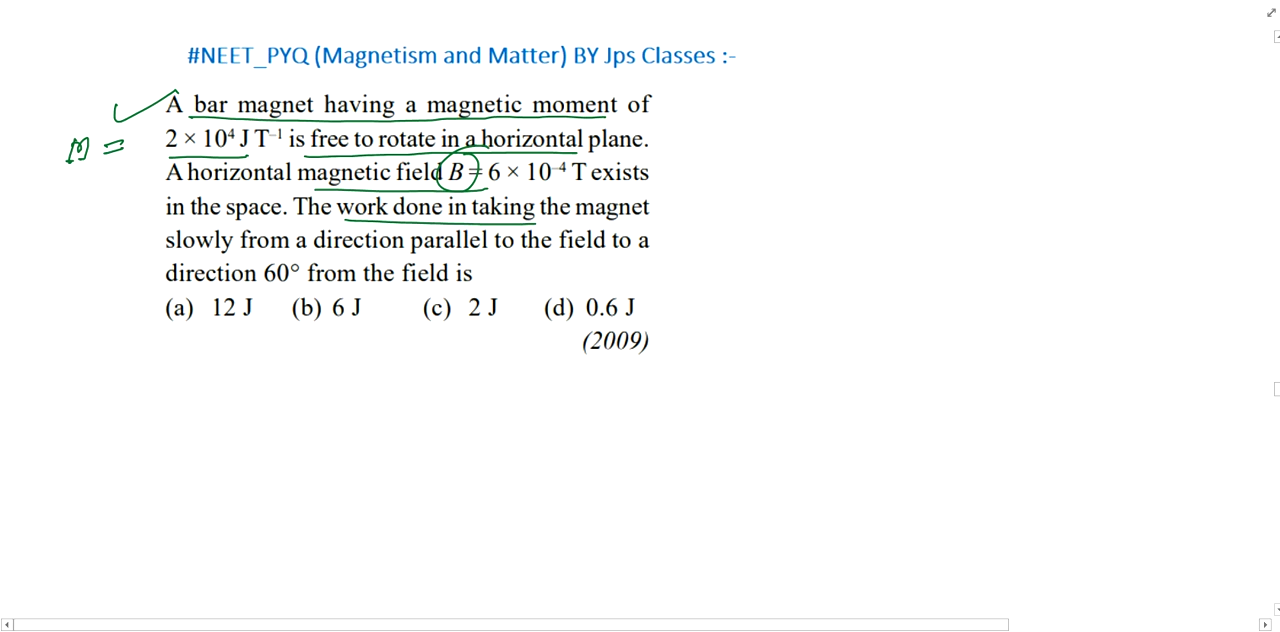 #NEET_PYQ (Magnetism and Matter) BY Jps Classes :-
A bar magnet having a magnetic moment of
M =
2 × 10⁴ J T⁻¹ is free to rotate in a horizontal plane.
A horizontal magnetic field B = 6 × 10⁻⁴ T exists
in the space. The work done in taking the magnet
slowly from a direction parallel to the field to a
direction 60° from the field is
(a) 12 J (b) 6 J (c) 2 J (d) 0.6 J
(2009)